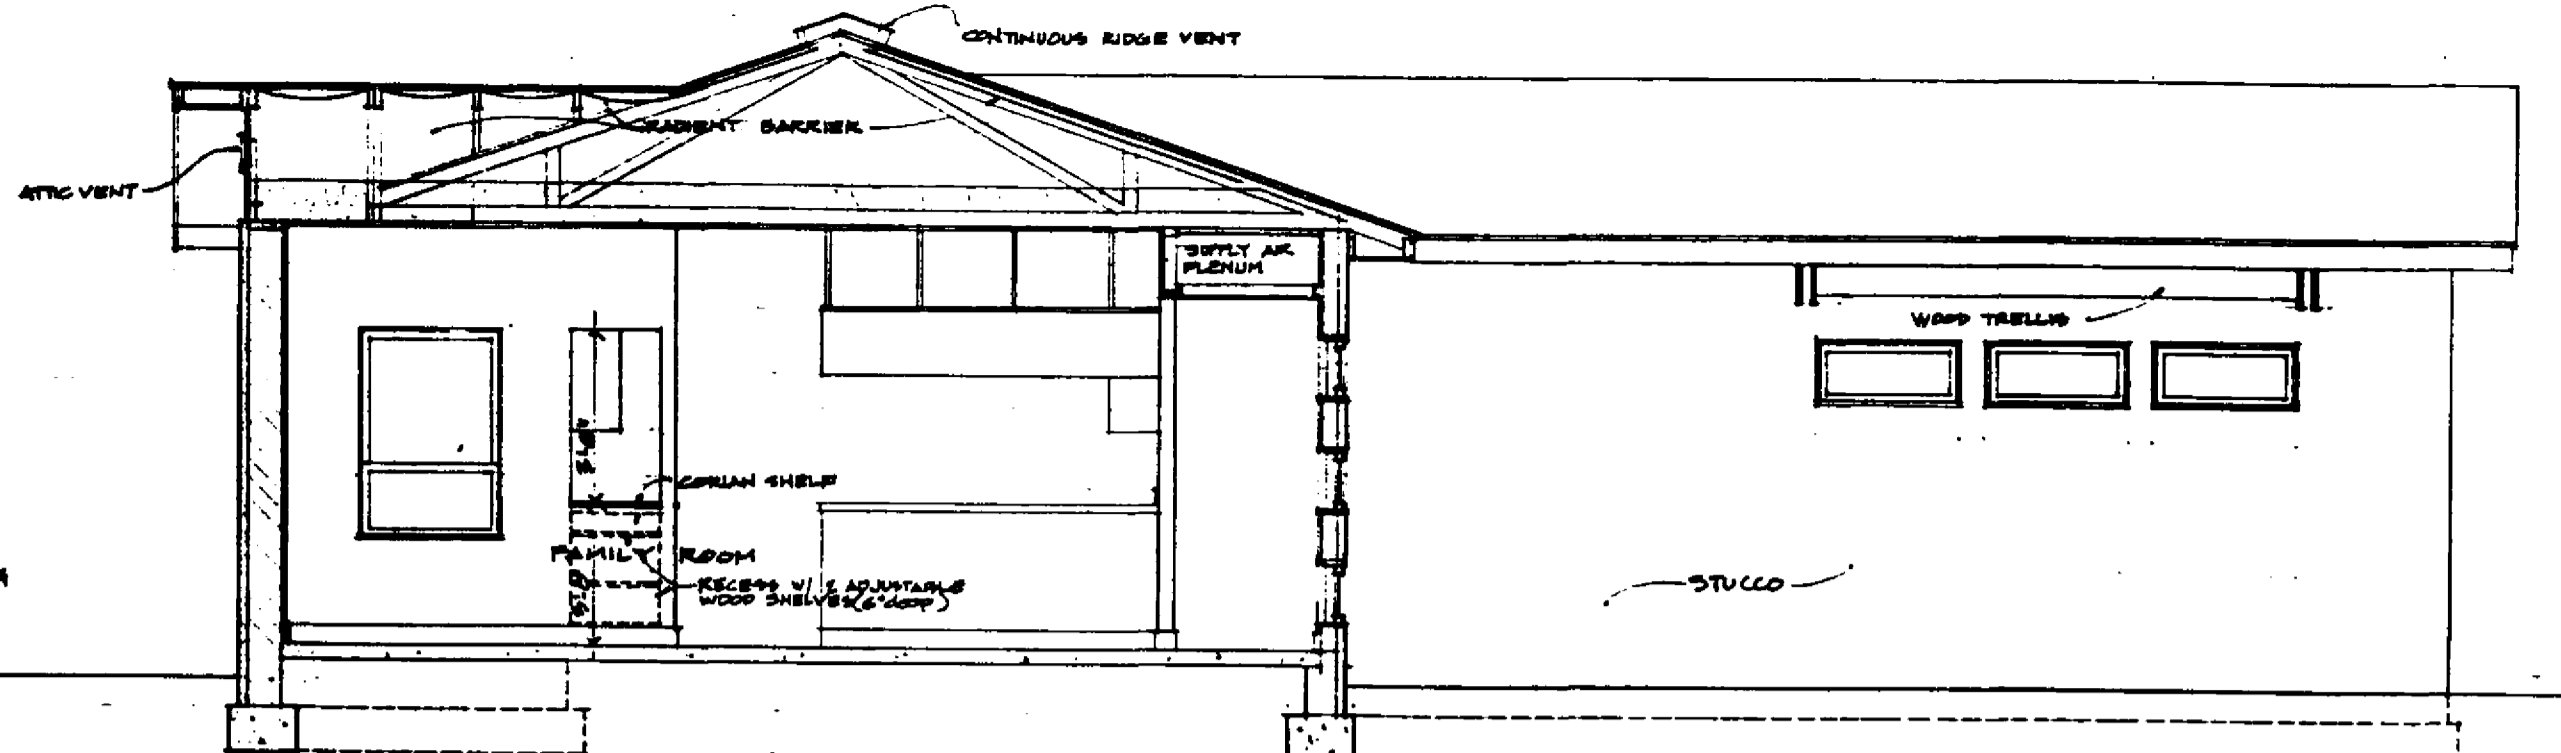 CONTINUOUS RIDGE VENT
RADIENT BARRIER
ATTIC VENT
SUPPLY AIR
PLENUM
WOOD TRELLIS
CORIAN SHELF
FAMILY ROOM
RECESS W/ 2 ADJUSTABLE
WOOD SHELVES (6" deep)
STUCCO